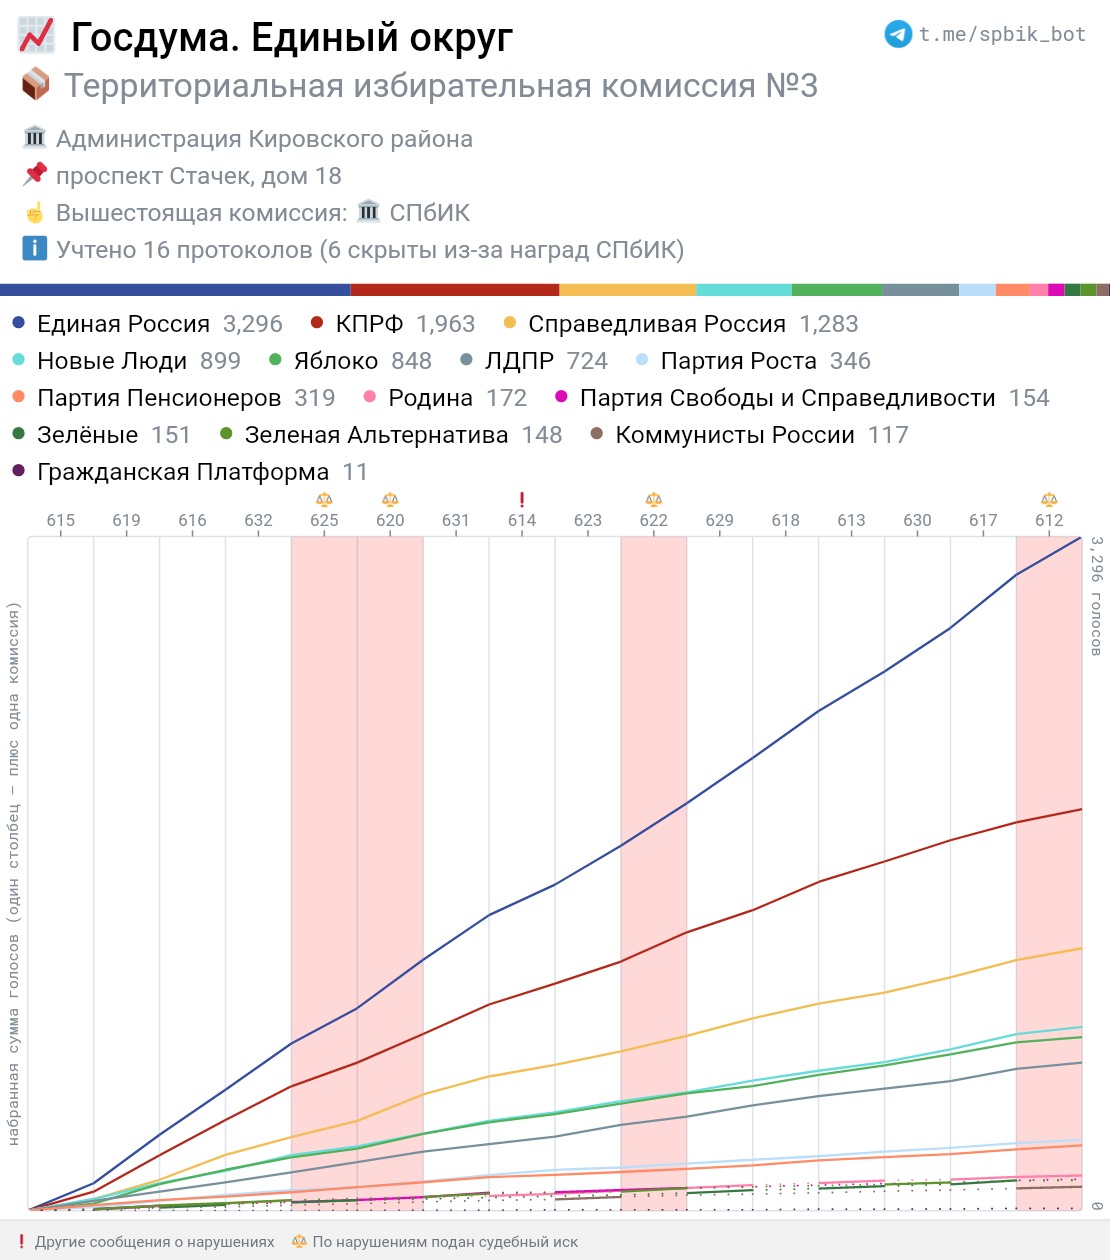 Госдума. Единый округ
t.me/spbik_bot
Территориальная избирательная комиссия №3
Администрация Кировского района
проспект Стачек, дом 18
Вышестоящая комиссия: СПбИК
Учтено 16 протоколов (6 скрыты из-за наград СПбИК)
Единая Россия 3,296 КПРФ 1,963 Справедливая Россия 1,283
Новые Люди 899 Яблоко 848 ЛДПР 724 Партия Роста 346
Партия Пенсионеров 319 Родина 172 Партия Свободы и Справедливости 154
Зелёные 151 Зеленая Альтернатива 148 Коммунисты России 117
Гражданская Платформа 11
615 619 616 632 625 620 631 614 623 622 629 618 613 630 617 612
набранная сумма голосов (один столбец – плюс одна комиссия)
3,296 голосов
0
Другие сообщения о нарушениях По нарушениям подан судебный иск